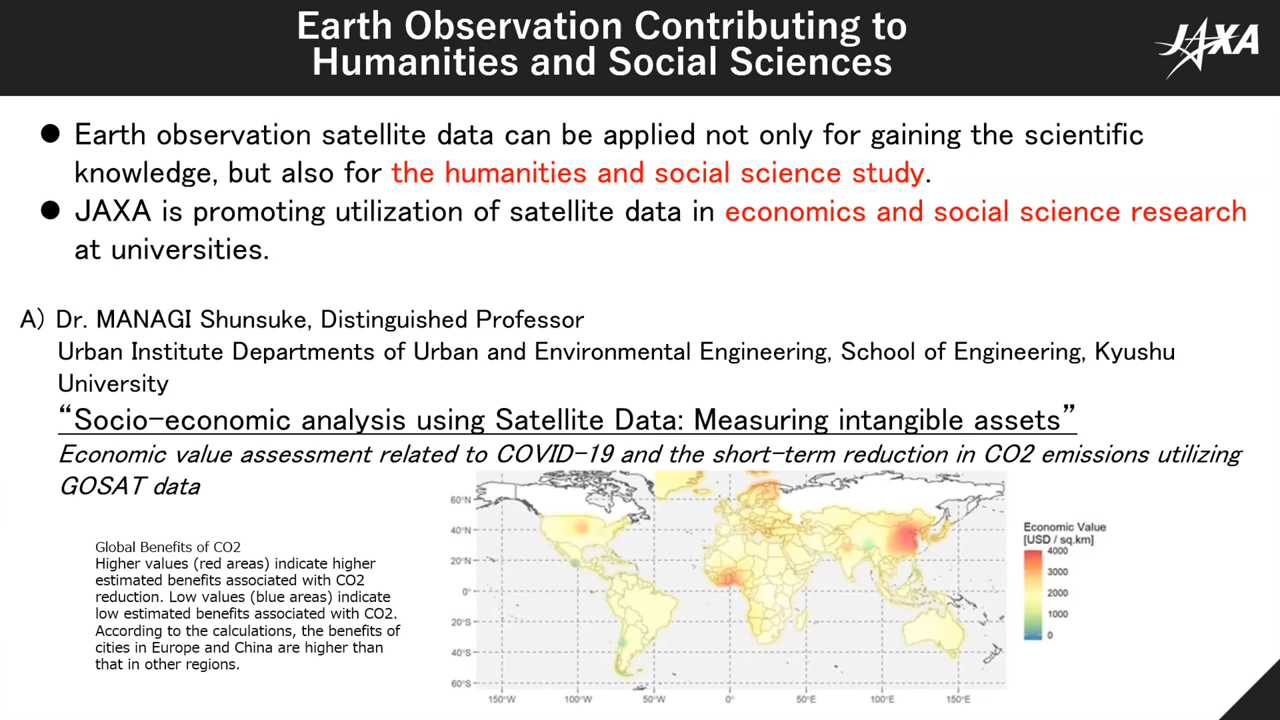 Earth Observation Contributing to
Humanities and Social Sciences
JAXA
● Earth observation satellite data can be applied not only for gaining the scientific
knowledge, but also for the humanities and social science study.
● JAXA is promoting utilization of satellite data in economics and social science research
at universities.
A) Dr. MANAGI Shunsuke, Distinguished Professor
Urban Institute Departments of Urban and Environmental Engineering, School of Engineering, Kyushu
University
“Socio-economic analysis using Satellite Data: Measuring intangible assets”
Economic value assessment related to COVID-19 and the short-term reduction in CO2 emissions utilizing
GOSAT data
Global Benefits of CO2
Higher values (red areas) indicate higher
estimated benefits associated with CO2
reduction. Low values (blue areas) indicate
low estimated benefits associated with CO2.
According to the calculations, the benefits of
cities in Europe and China are higher than
that in other regions.
60°N
40°N
20°N
0°
20°S
40°S
60°S
150°W 100°W 50°W 0° 50°E 100°E 150°E
Economic Value
[USD / sq.km]
4000
3000
2000
1000
0